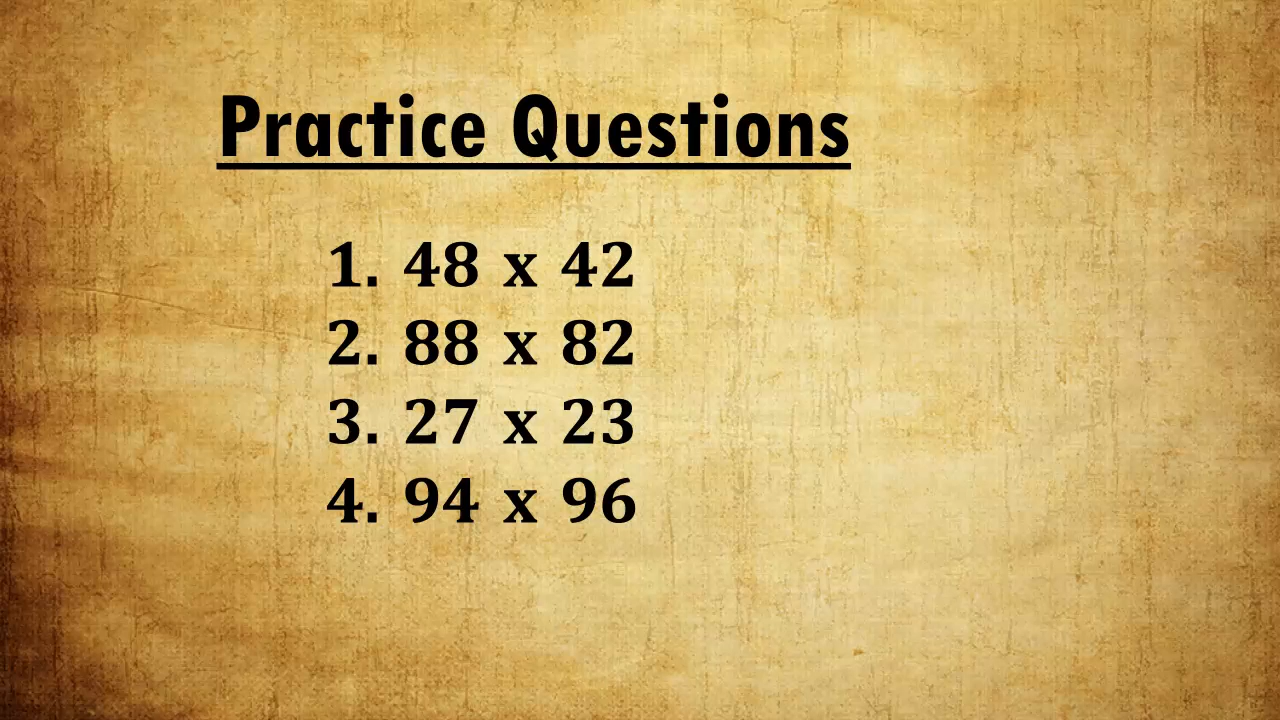 Practice Questions
1. 48 x 42
2. 88 x 82
3. 27 x 23
4. 94 x 96